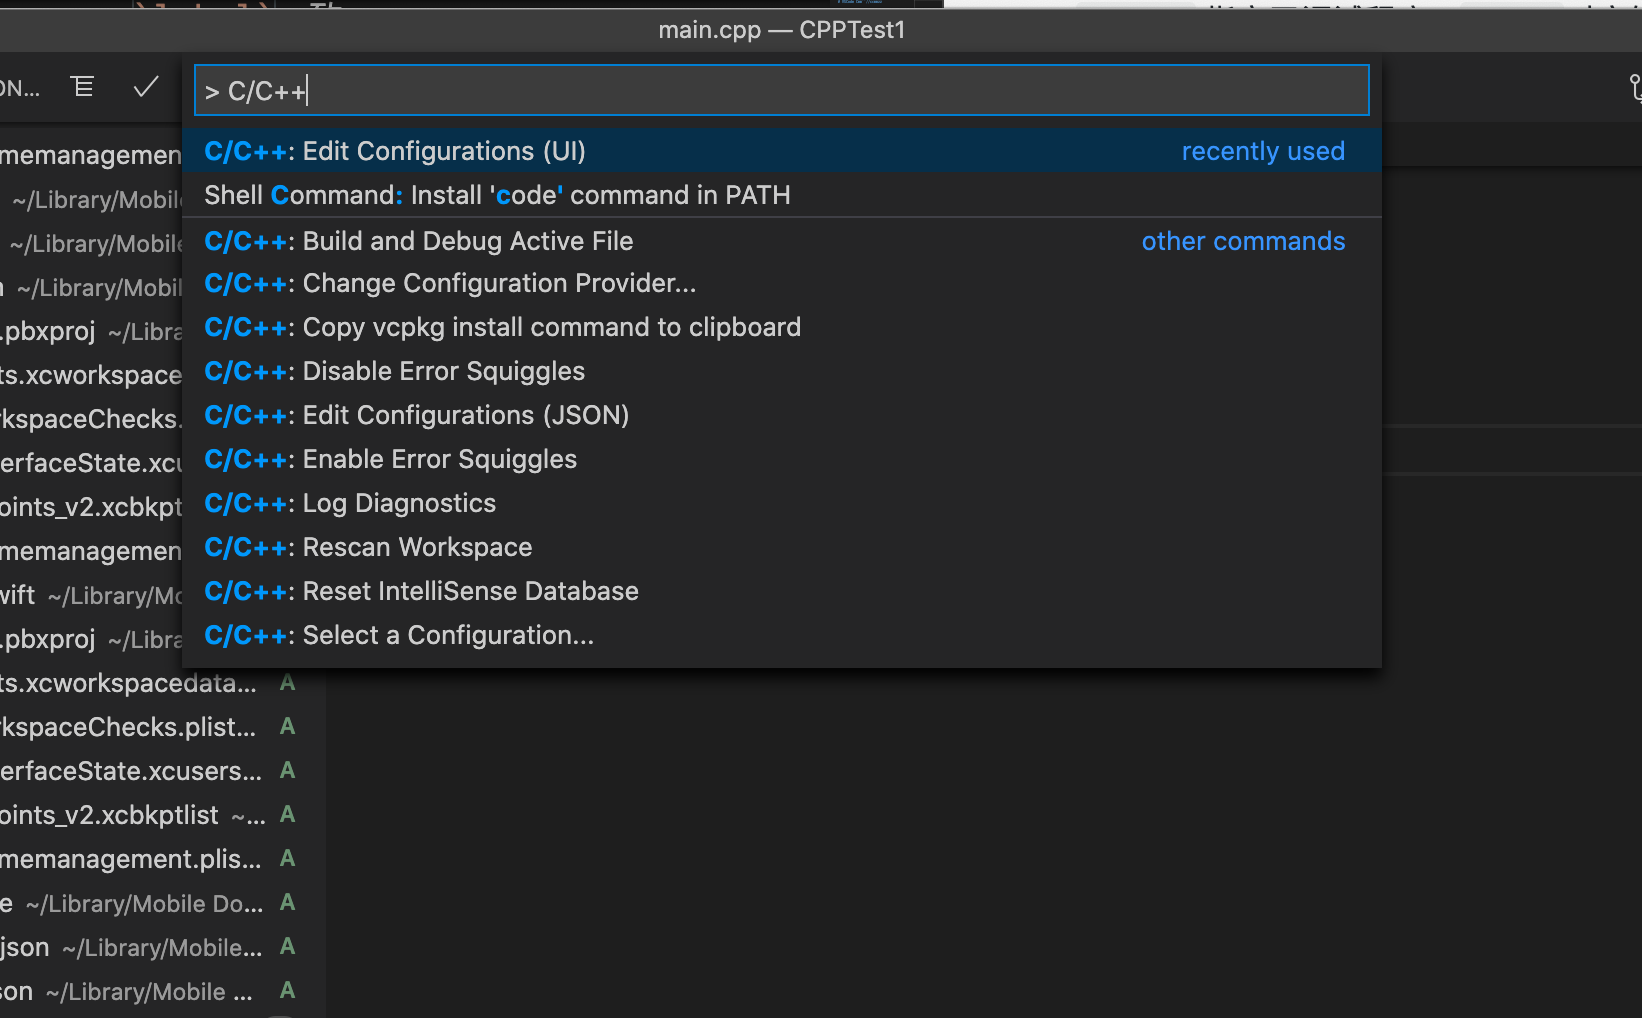 main.cpp — CPPTest1
ON...
> C/C++
C/C++: Edit Configurations (UI) recently used
Shell Command: Install 'code' command in PATH
C/C++: Build and Debug Active File other commands
C/C++: Change Configuration Provider...
C/C++: Copy vcpkg install command to clipboard
C/C++: Disable Error Squiggles
C/C++: Edit Configurations (JSON)
C/C++: Enable Error Squiggles
C/C++: Log Diagnostics
C/C++: Rescan Workspace
C/C++: Reset IntelliSense Database
C/C++: Select a Configuration...
memanagemen
~/Library/Mobile
~/Library/Mobile
~/Library/Mobil
.pbxproj ~/Libra
ts.xcworkspace
rkspaceChecks.
erfaceState.xcu
oints_v2.xcbkpt
memanagemen
wift ~/Library/Mo
.pbxproj ~/Libra
ts.xcworkspacedata... A
rkspaceChecks.plist... A
erfaceState.xcusers... A
oints_v2.xcbkptlist ~... A
memanagement.plis... A
e ~/Library/Mobile Do... A
json ~/Library/Mobile... A
son ~/Library/Mobile ... A